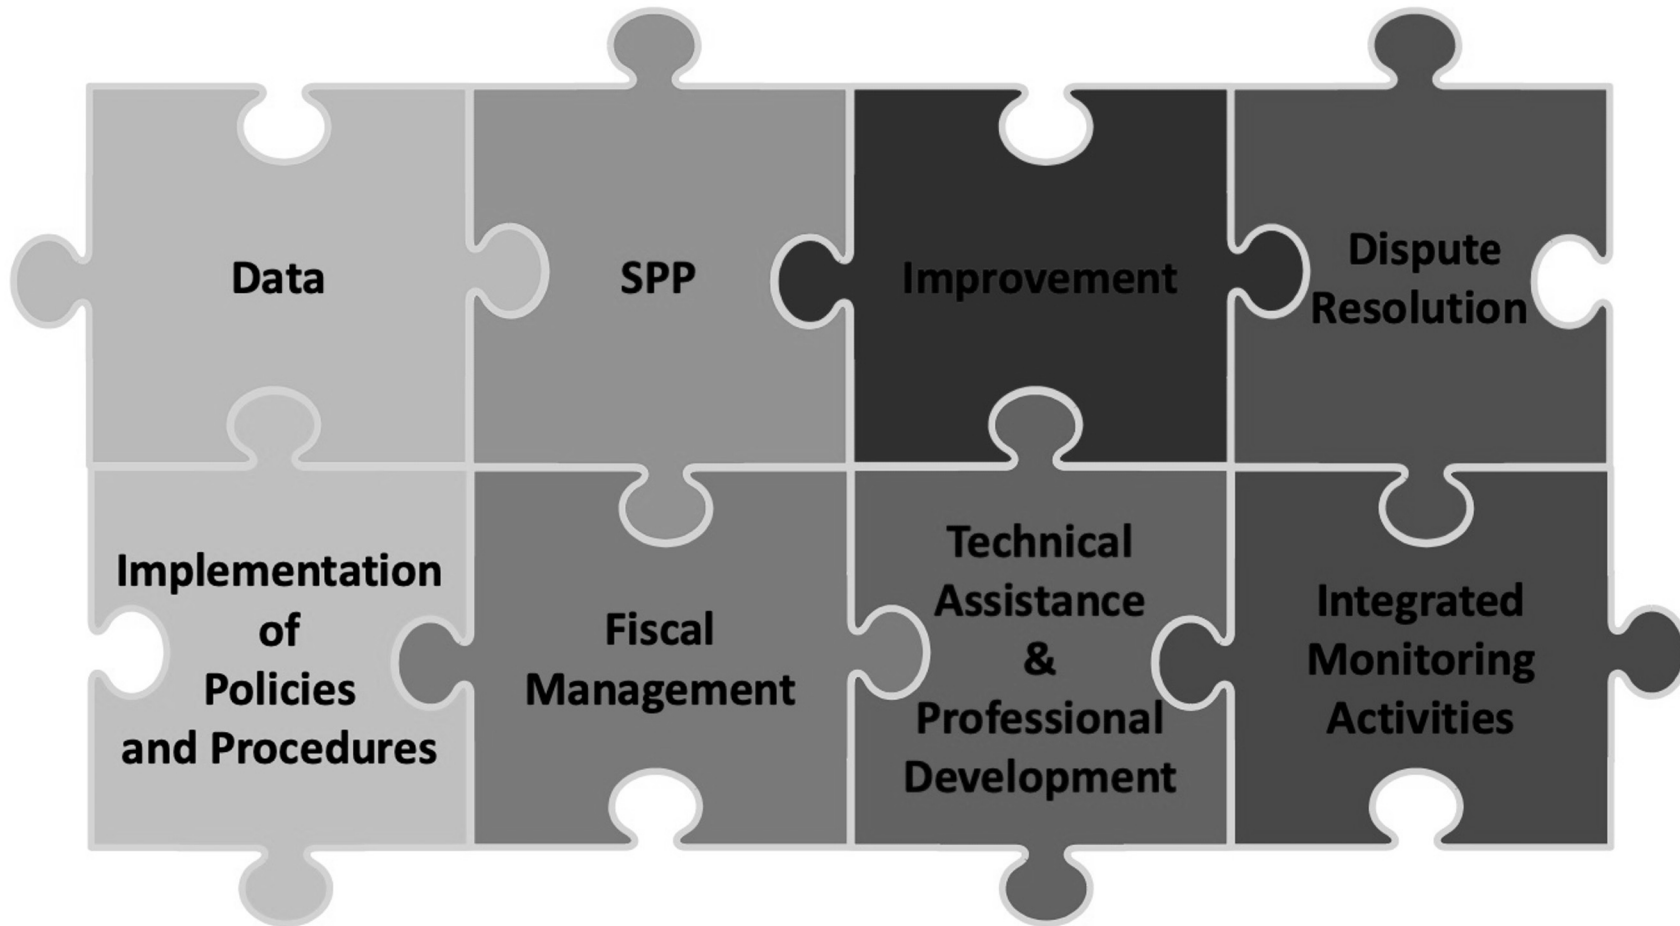 Data
SPP
Improvement
Dispute
Resolution
Implementation
of
Policies
and Procedures
Fiscal
Management
Technical
Assistance
&
Professional
Development
Integrated
Monitoring
Activities